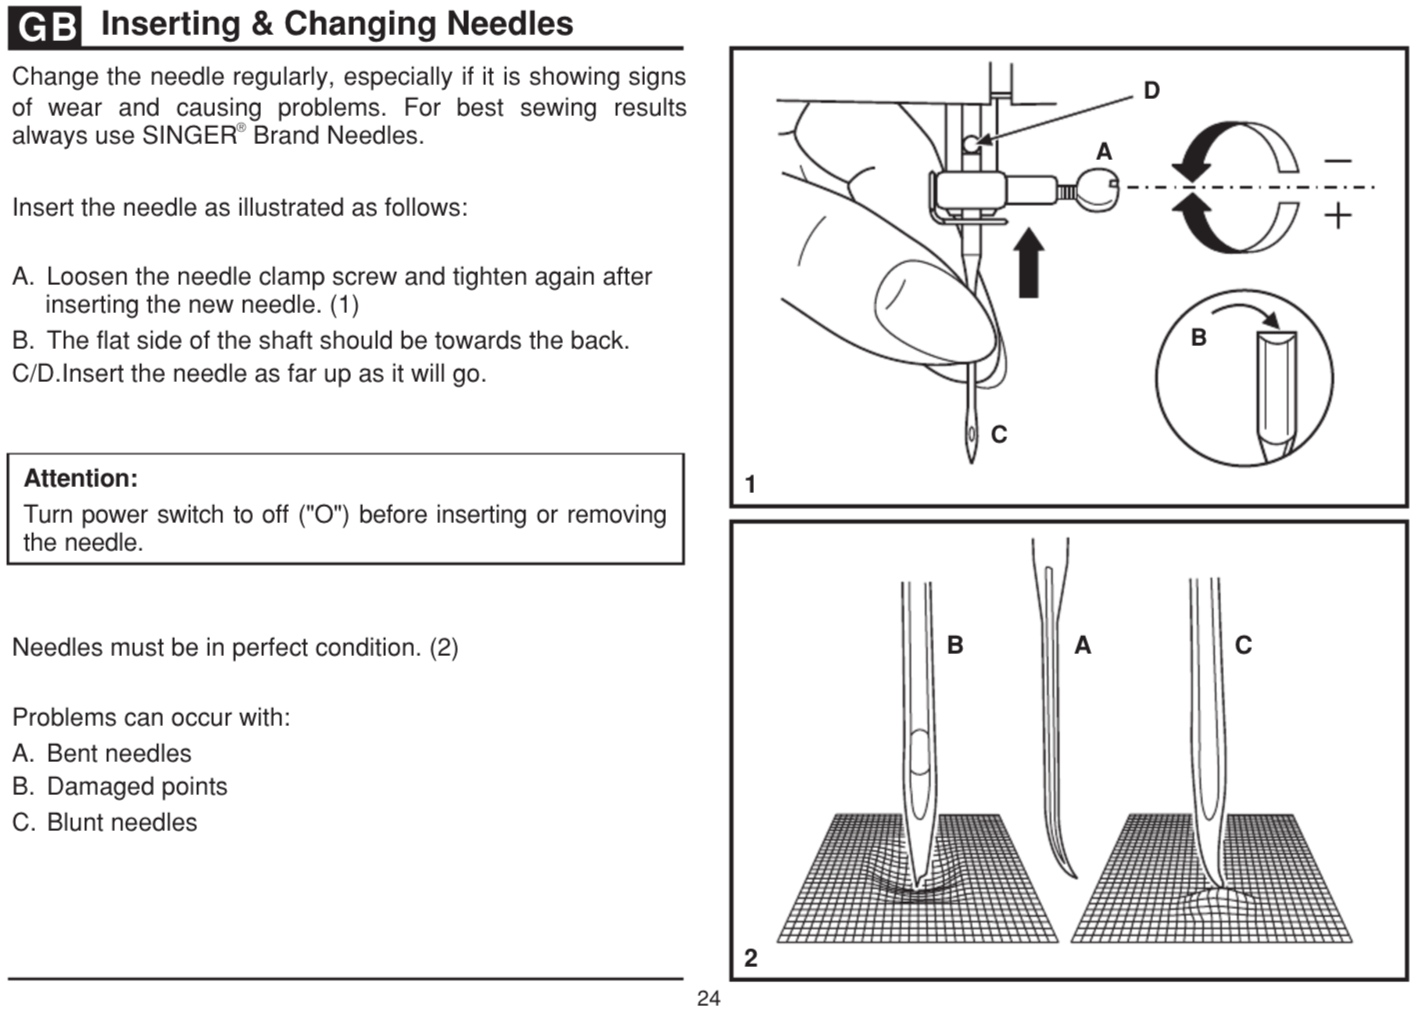 GB Inserting & Changing Needles
Change the needle regularly, especially if it is showing signs
of wear and causing problems. For best sewing results
always use SINGER® Brand Needles.
Insert the needle as illustrated as follows:
A. Loosen the needle clamp screw and tighten again after
inserting the new needle. (1)
B. The flat side of the shaft should be towards the back.
C/D.Insert the needle as far up as it will go.
Attention:
Turn power switch to off ("O") before inserting or removing
the needle.
Needles must be in perfect condition. (2)
Problems can occur with:
A. Bent needles
B. Damaged points
C. Blunt needles
D
A
−
+
B
C
1
B
A
C
2
24